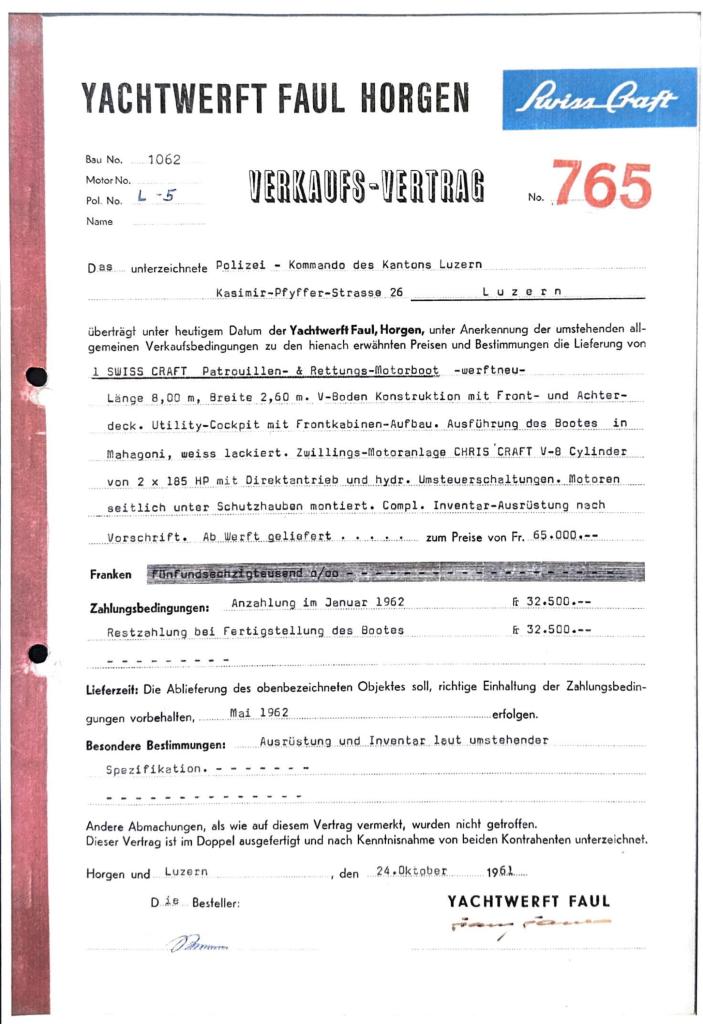 YACHTWERFT FAUL HORGEN
Swiss Craft
Bau No. 1062
Motor No.
Pol. No. L-5
Name
VERKAUFS-VERTRAG
No. 765
Das unterzeichnete Polizei - Kommando des Kantons Luzern
Kasimir-Pfyffer-Strasse 26 Luzern
überträgt unter heutigem Datum der Yachtwerft Faul, Horgen, unter Anerkennung der umstehenden all-
gemeinen Verkaufsbedingungen zu den hienach erwähnten Preisen und Bestimmungen die Lieferung von
1 SWISS CRAFT Patrouillen- & Rettungs-Motorboot -werftneu-
Länge 8,00 m, Breite 2,60 m. V-Boden Konstruktion mit Front- und Achter-
deck. Utility-Cockpit mit Frontkabinen-Aufbau. Ausführung des Bootes in
Mahagoni, weiss lackiert. Zwillings-Motoranlage CHRIS'CRAFT V-8 Cylinder
von 2 x 185 HP mit Direktantrieb und hydr. Umsteuerschaltungen. Motoren
seitlich unter Schutzhauben montiert. Compl. Inventar-Ausrüstung nach
Vorschrift. Ab Werft geliefert . . . . . zum Preise von Fr. 65.000.--
Franken Fünfundsechzigtausend o/oo - - - - - - - - - - - - - - - -
Zahlungsbedingungen: Anzahlung im Januar 1962 fr 32.500.--
Restzahlung bei Fertigstellung des Bootes fr 32.500.--
- - - - - - - - -
Lieferzeit: Die Ablieferung des obenbezeichneten Objektes soll, richtige Einhaltung der Zahlungsbedin-
gungen vorbehalten, Mai 1962 erfolgen.
Besondere Bestimmungen: Ausrüstung und Inventar laut umstehender
Spezifikation. - - - - - - -
- - - - - - - - - - - - - -
Andere Abmachungen, als wie auf diesem Vertrag vermerkt, wurden nicht getroffen.
Dieser Vertrag ist im Doppel ausgefertigt und nach Kenntnisnahme von beiden Kontrahenten unterzeichnet.
Horgen und Luzern, den 24.Oktober 1961
Die Besteller:
YACHTWERFT FAUL